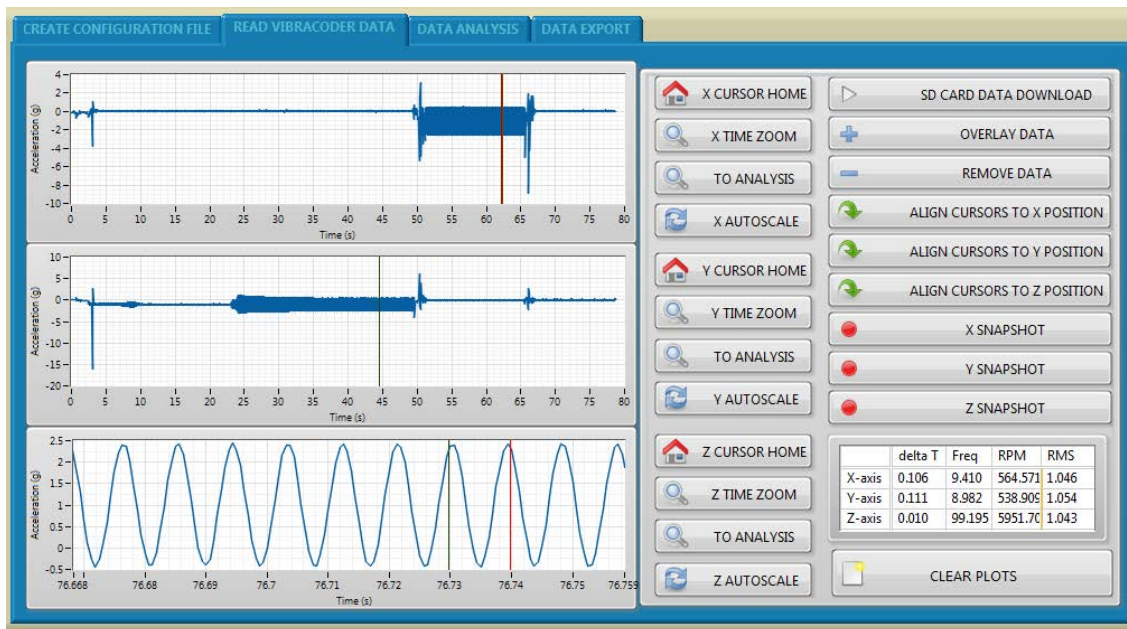 CREATE CONFIGURATION FILE READ VIBRACODER DATA DATA ANALYSIS DATA EXPORT
4
2
0
-2
-4
-6
-8
-10
Acceleration (g)
0 5 10 15 20 25 30 35 40 45 50 55 60 65 70 75 80
Time (s)
10
5
0
-5
-10
-15
-20
Acceleration (g)
0 5 10 15 20 25 30 35 40 45 50 55 60 65 70 75 80
Time (s)
2.5
2
1.5
1
0.5
0
-0.5
Acceleration (g)
76.668 76.68 76.69 76.7 76.71 76.72 76.73 76.74 76.75 76.759
Time (s)
X CURSOR HOME
X TIME ZOOM
TO ANALYSIS
X AUTOSCALE
Y CURSOR HOME
Y TIME ZOOM
TO ANALYSIS
Y AUTOSCALE
Z CURSOR HOME
Z TIME ZOOM
TO ANALYSIS
Z AUTOSCALE
SD CARD DATA DOWNLOAD
OVERLAY DATA
REMOVE DATA
ALIGN CURSORS TO X POSITION
ALIGN CURSORS TO Y POSITION
ALIGN CURSORS TO Z POSITION
X SNAPSHOT
Y SNAPSHOT
Z SNAPSHOT
delta T Freq RPM RMS
X-axis 0.106 9.410 564.571 1.046
Y-axis 0.111 8.982 538.909 1.054
Z-axis 0.010 99.195 5951.70 1.043
CLEAR PLOTS